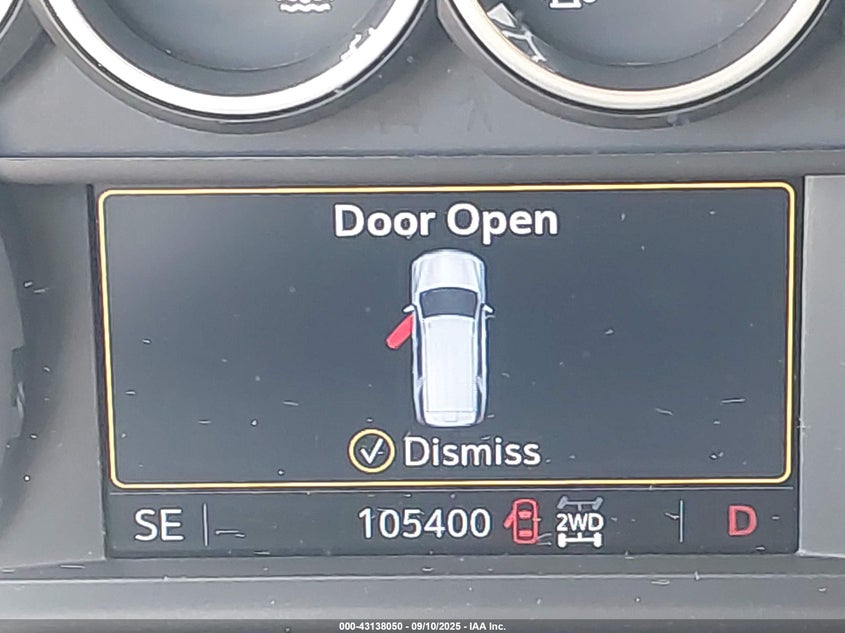 Door Open
Dismiss
SE 105400 2WD D
000-43138050 - 09/10/2025 - IAA Inc.